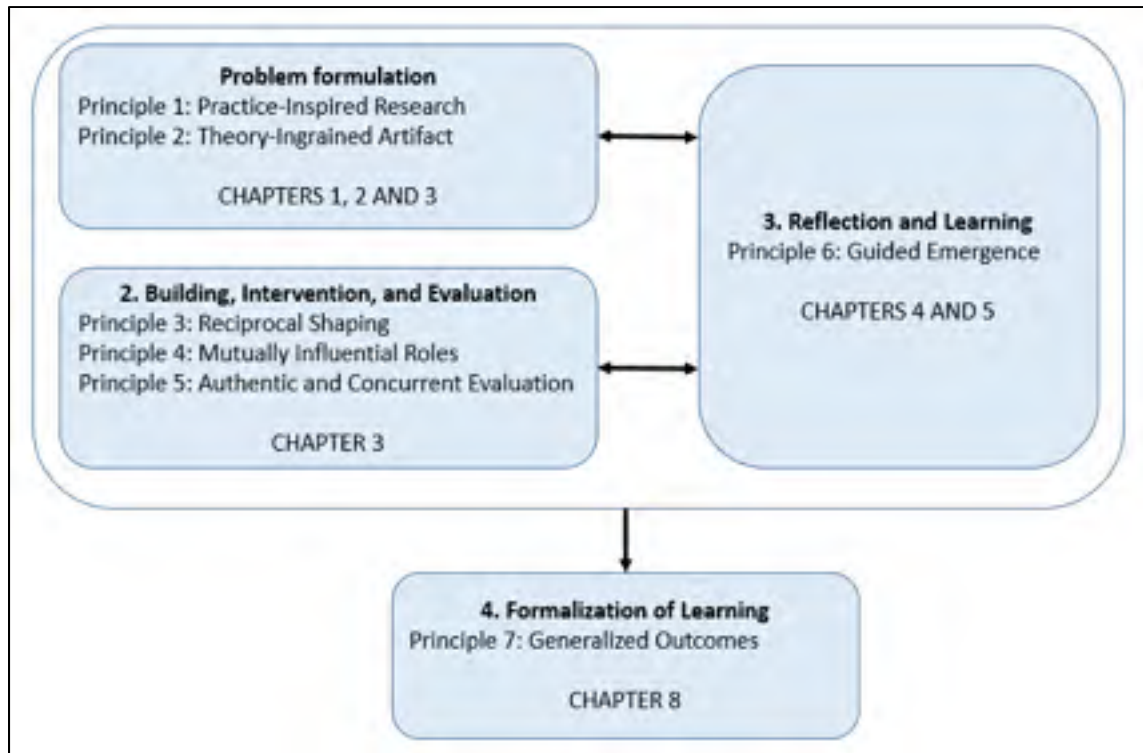 Problem formulation
Principle 1: Practice-Inspired Research
Principle 2: Theory-Ingrained Artifact
CHAPTERS 1, 2 AND 3
2. Building, Intervention, and Evaluation
Principle 3: Reciprocal Shaping
Principle 4: Mutually Influential Roles
Principle 5: Authentic and Concurrent Evaluation
CHAPTER 3
3. Reflection and Learning
Principle 6: Guided Emergence
CHAPTERS 4 AND 5
4. Formalization of Learning
Principle 7: Generalized Outcomes
CHAPTER 8